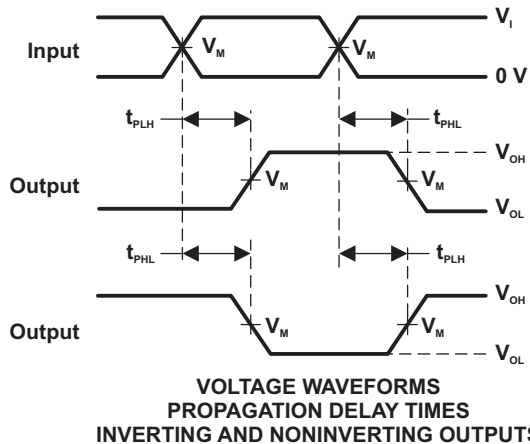 V_I
Input
V_M V_M
0 V
t_PLH t_PHL
V_OH
Output
V_M V_M
V_OL
t_PHL t_PLH
V_OH
Output
V_M V_M
V_OL
VOLTAGE WAVEFORMS
PROPAGATION DELAY TIMES
INVERTING AND NONINVERTING OUTPUTS